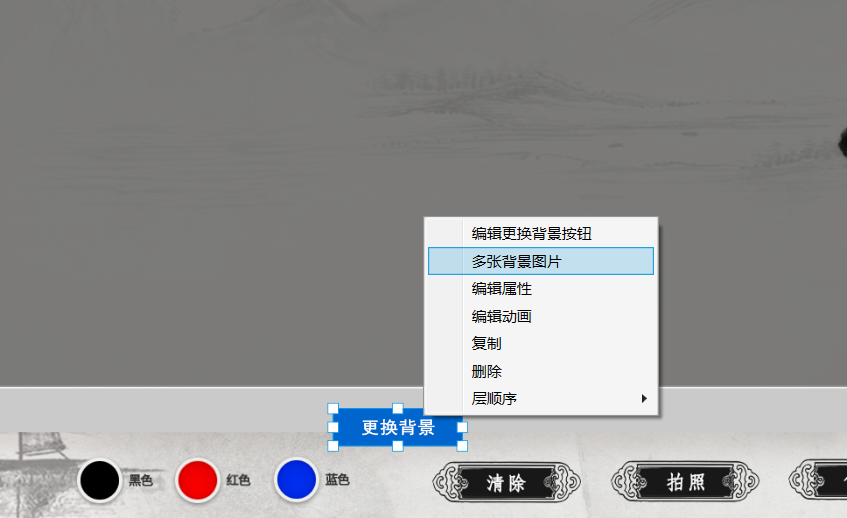 编辑更换背景按钮
多张背景图片
编辑属性
编辑动画
复制
删除
层顺序
更换背景
黑色
红色
蓝色
清除
拍照